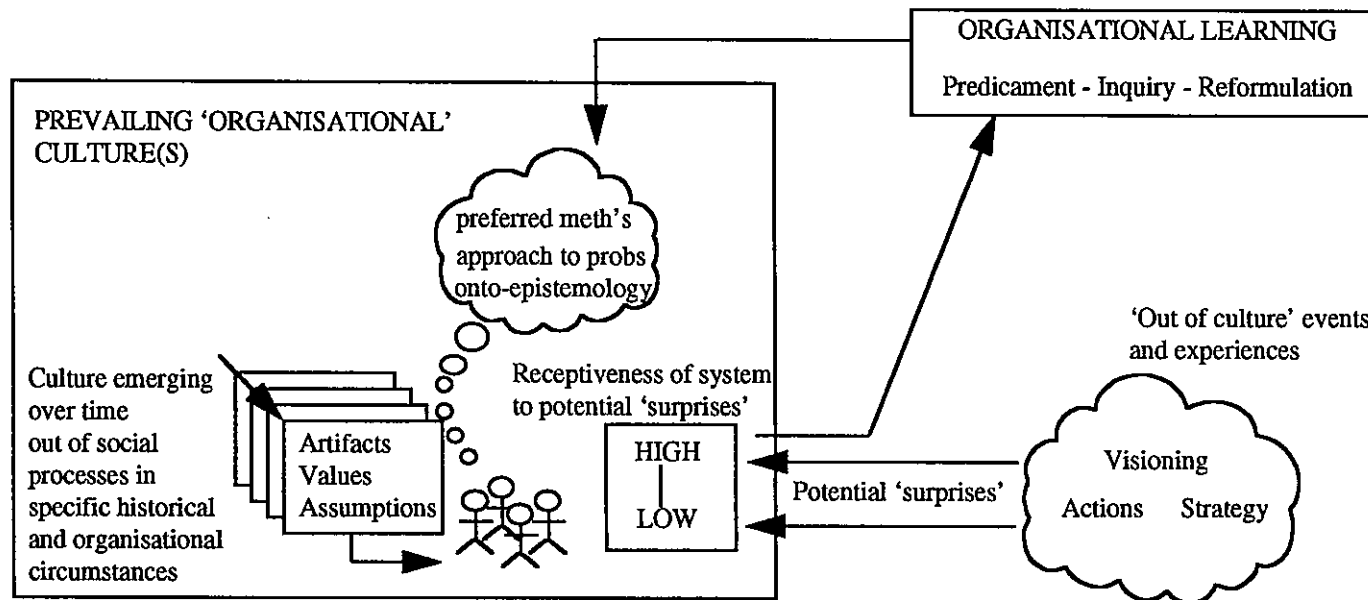 ORGANISATIONAL LEARNING
Predicament - Inquiry - Reformulation
PREVAILING ‘ORGANISATIONAL’
CULTURE(S)
preferred meth’s
approach to probs
onto-epistemology
Culture emerging
over time
out of social
processes in
specific historical
and organisational
circumstances
Artifacts
Values
Assumptions
Receptiveness of system
to potential ‘surprises’
HIGH
LOW
Potential ‘surprises’
‘Out of culture’ events
and experiences
Visioning
Actions Strategy